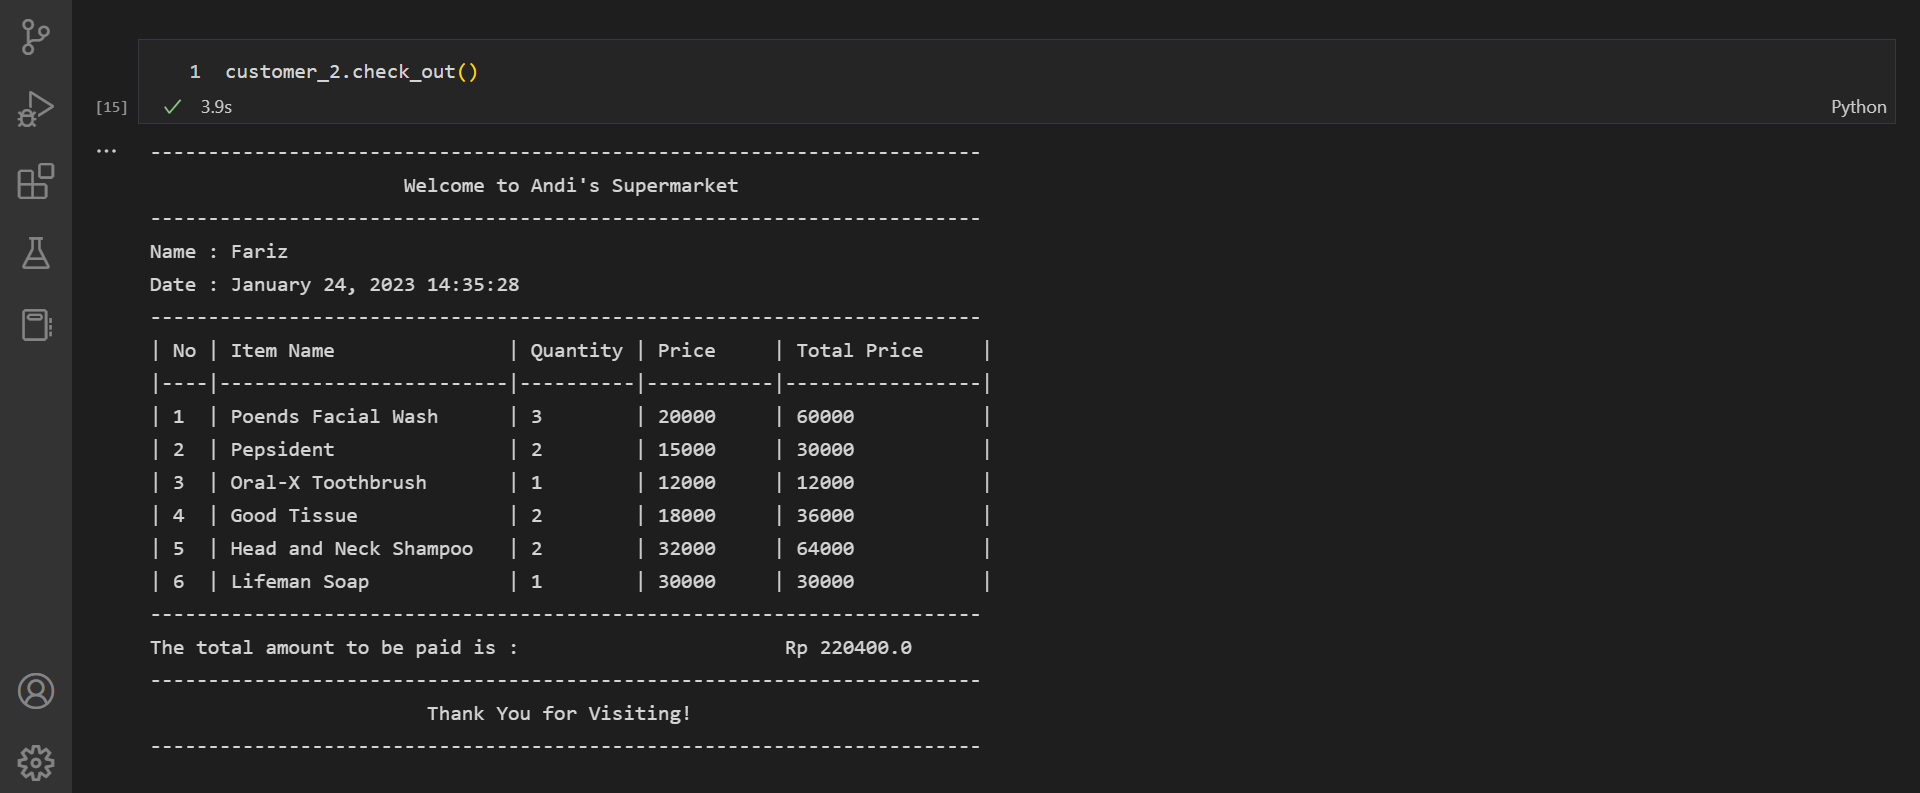 1 customer_2.check_out()
[15] 3.9s Python
...
------------------------------------------------------------------------
Welcome to Andi's Supermarket
------------------------------------------------------------------------
Name : Fariz
Date : January 24, 2023 14:35:28
------------------------------------------------------------------------
| No | Item Name | Quantity | Price | Total Price |
|----|-------------------------|----------|-----------|-----------------|
| 1 | Poends Facial Wash | 3 | 20000 | 60000 |
| 2 | Pepsident | 2 | 15000 | 30000 |
| 3 | Oral-X Toothbrush | 1 | 12000 | 12000 |
| 4 | Good Tissue | 2 | 18000 | 36000 |
| 5 | Head and Neck Shampoo | 2 | 32000 | 64000 |
| 6 | Lifeman Soap | 1 | 30000 | 30000 |
------------------------------------------------------------------------
The total amount to be paid is : Rp 220400.0
------------------------------------------------------------------------
Thank You for Visiting!
------------------------------------------------------------------------